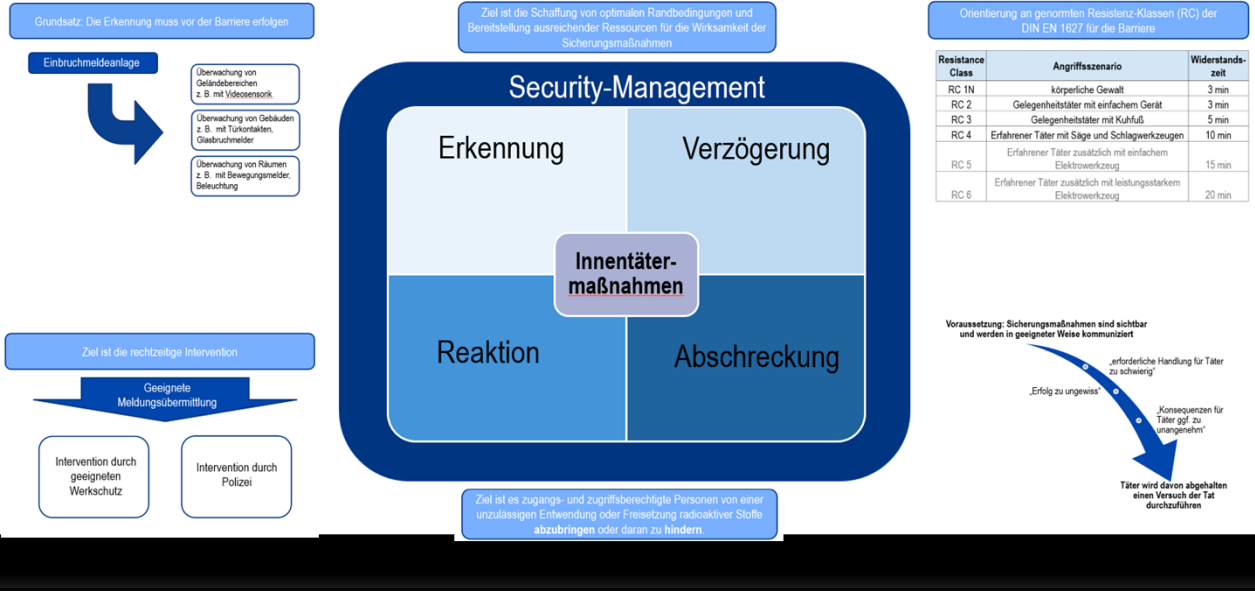 Grundsatz: Die Erkennung muss vor der Barriere erfolgen
Einbruchmeldeanlage
Überwachung von
Geländebereichen
z. B. mit Videosensorik
Überwachung von Gebäuden
z. B.  mit Türkontakten,
Glasbruchmelder
Überwachung von Räumen
z. B. mit Bewegungsmelder,
Beleuchtung
Ziel ist die Schaffung von optimalen Randbedingungen und
Bereitstellung ausreichender Ressourcen für die Wirksamkeit der
Sicherungsmaßnahmen
Security-Management
Erkennung
Verzögerung
Innentäter-
maßnahmen
Reaktion
Abschreckung
Orientierung an genormten Resistenz-Klassen (RC) der
DIN EN 1627 für die Barriere
Resistance Class | Angriffsszenario | Widerstands-zeit
RC 1N | körperliche Gewalt | 3 min
RC 2 | Gelegenheitstäter mit einfachem Gerät | 3 min
RC 3 | Gelegenheitstäter mit Kuhfuß | 5 min
RC 4 | Erfahrener Täter mit Säge und Schlagwerkzeugen | 10 min
RC 5 | Erfahrener Täter zusätzlich mit einfachem Elektrowerkzeug | 15 min
RC 6 | Erfahrener Täter zusätzlich mit leistungsstarkem Elektrowerkzeug | 20 min
Ziel ist die rechtzeitige Intervention
Geeignete
Meldungsübermittlung
Intervention durch
geeigneten
Werkschutz
Intervention durch
Polizei
Ziel ist es zugangs- und zugriffsberechtigte Personen von einer
unzulässigen Entwendung oder Freisetzung radioaktiver Stoffe
abzubringen oder daran zu hindern.
Voraussetzung: Sicherungsmaßnahmen sind sichtbar
und werden in geeigneter Weise kommuniziert
„erforderliche Handlung für Täter
zu schwierig“
„Erfolg zu ungewiss“
„Konsequenzen für
Täter ggf. zu
unangenehm“
Täter wird davon abgehalten
einen Versuch der Tat
durchzuführen